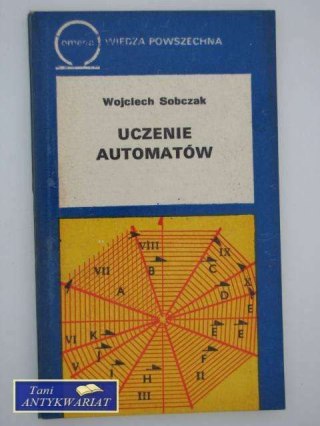 omega WIEDZA POWSZECHNA
Wojciech Sobczak
UCZENIE
AUTOMATÓW
VIII
IX
VII
B
C
A
D
X
E
VI
K
E
E
J
V
I
F
H
II
III
Tani
ANTYKWARIAT